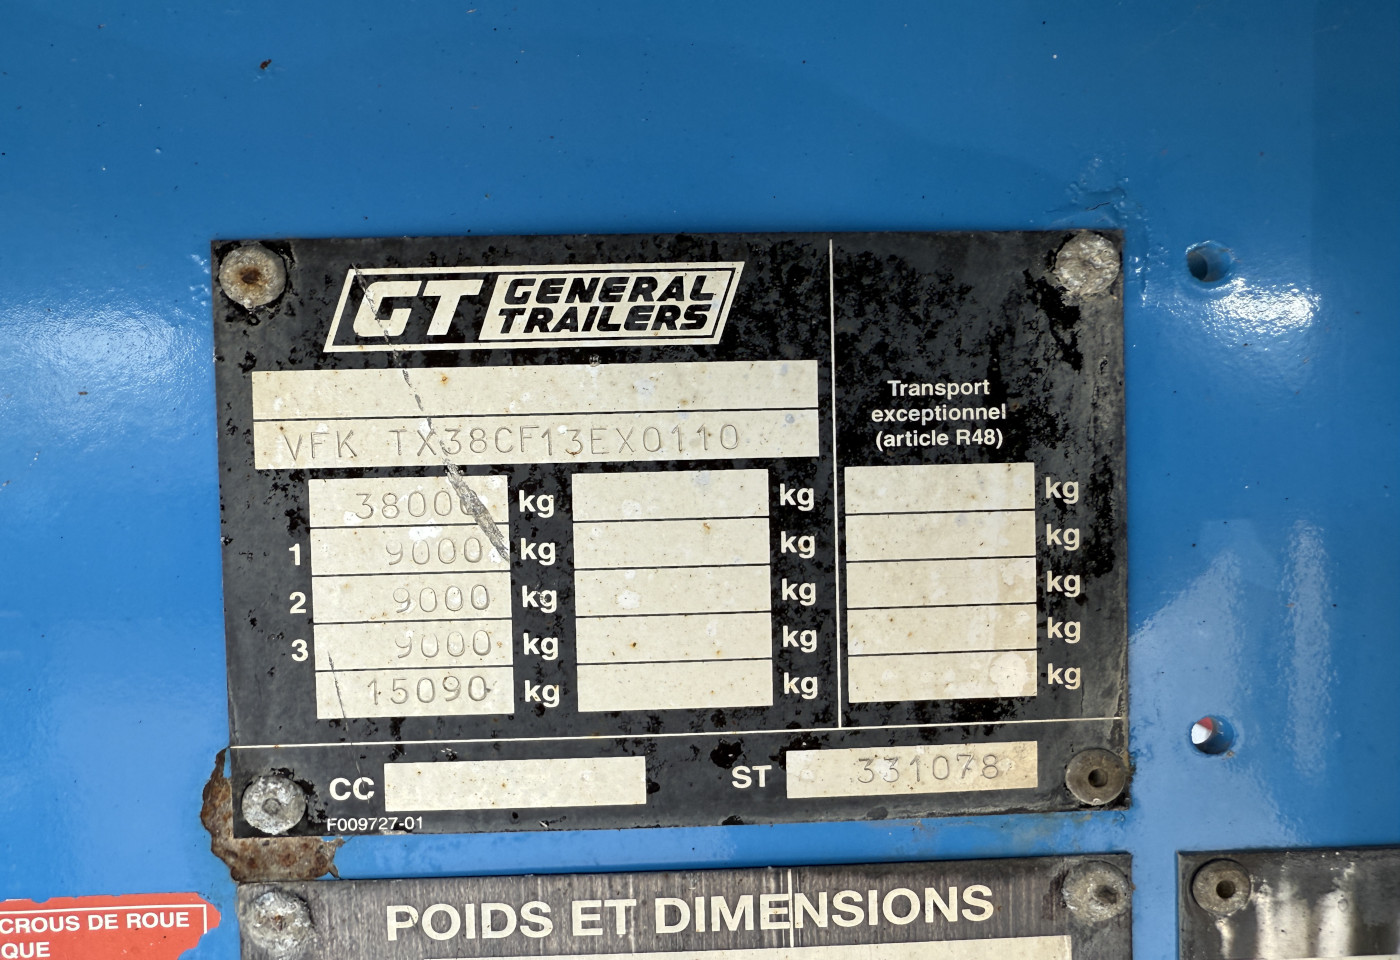 GT GENERAL
TRAILERS
Transport
exceptionnel
(article R48)
VFK TX38CF13EX0110
38000 kg kg kg
1 9000 kg kg kg
2 9000 kg kg kg
3 9000 kg kg kg
15090 kg kg kg
CC ST 331078
F009727-01
POIDS ET DIMENSIONS
CROUS DE ROUE
QUE